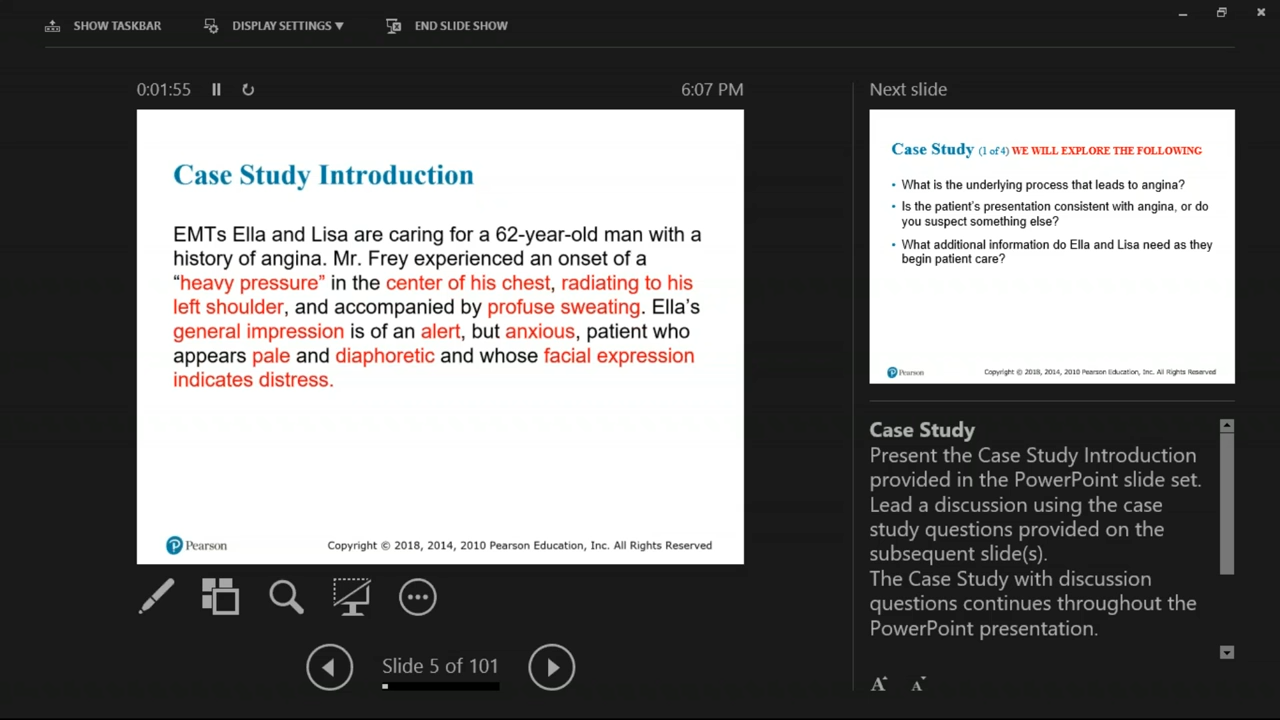 SHOW TASKBAR
DISPLAY SETTINGS ▼
END SLIDE SHOW
0:01:55
6:07 PM
Case Study Introduction
EMTs Ella and Lisa are caring for a 62-year-old man with a
history of angina. Mr. Frey experienced an onset of a
“heavy pressure” in the center of his chest, radiating to his
left shoulder, and accompanied by profuse sweating. Ella’s
general impression is of an alert, but anxious, patient who
appears pale and diaphoretic and whose facial expression
indicates distress.
Pearson
Copyright © 2018, 2014, 2010 Pearson Education, Inc. All Rights Reserved
Slide 5 of 101
Next slide
Case Study (1 of 4) WE WILL EXPLORE THE FOLLOWING
• What is the underlying process that leads to angina?
• Is the patient’s presentation consistent with angina, or do
you suspect something else?
• What additional information do Ella and Lisa need as they
begin patient care?
Pearson
Copyright © 2018, 2014, 2010 Pearson Education, Inc. All Rights Reserved
Case Study
Present the Case Study Introduction
provided in the PowerPoint slide set.
Lead a discussion using the case
study questions provided on the
subsequent slide(s).
The Case Study with discussion
questions continues throughout the
PowerPoint presentation.
A A